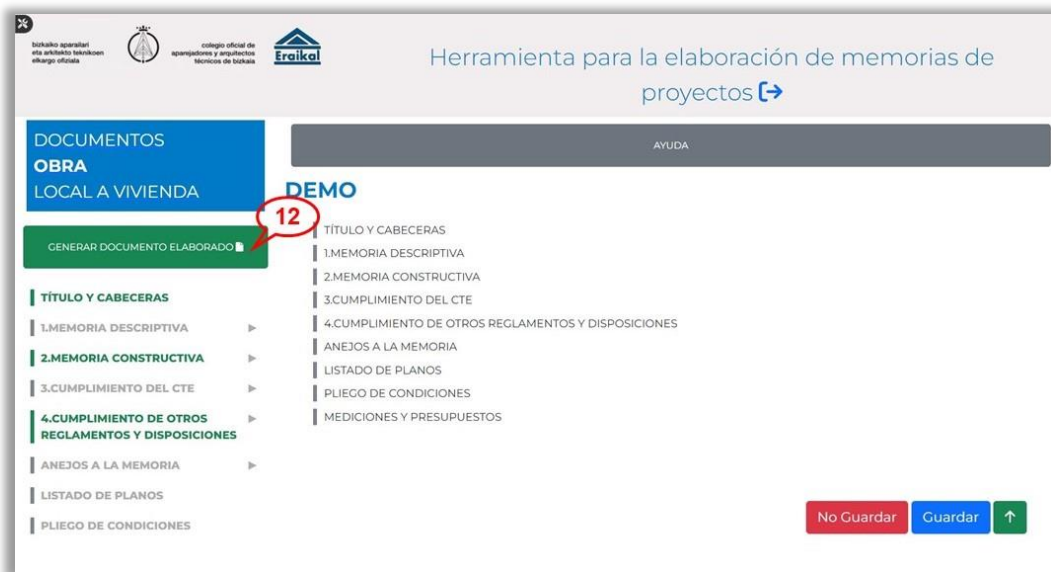 bizkaiko aparailari
eta arkitekto teknikoen
elkargo ofiziala
colegio oficial de
aparejadores y arquitectos
técnicos de bizkaia
Eraikal
Herramienta para la elaboración de memorias de
proyectos
DOCUMENTOS
OBRA
LOCAL A VIVIENDA
AYUDA
DEMO
12
GENERAR DOCUMENTO ELABORADO
TÍTULO Y CABECERAS
1.MEMORIA DESCRIPTIVA
2.MEMORIA CONSTRUCTIVA
3.CUMPLIMIENTO DEL CTE
4.CUMPLIMIENTO DE OTROS
REGLAMENTOS Y DISPOSICIONES
ANEJOS A LA MEMORIA
LISTADO DE PLANOS
PLIEGO DE CONDICIONES
TÍTULO Y CABECERAS
1.MEMORIA DESCRIPTIVA
2.MEMORIA CONSTRUCTIVA
3.CUMPLIMIENTO DEL CTE
4.CUMPLIMIENTO DE OTROS REGLAMENTOS Y DISPOSICIONES
ANEJOS A LA MEMORIA
LISTADO DE PLANOS
PLIEGO DE CONDICIONES
MEDICIONES Y PRESUPUESTOS
No Guardar
Guardar